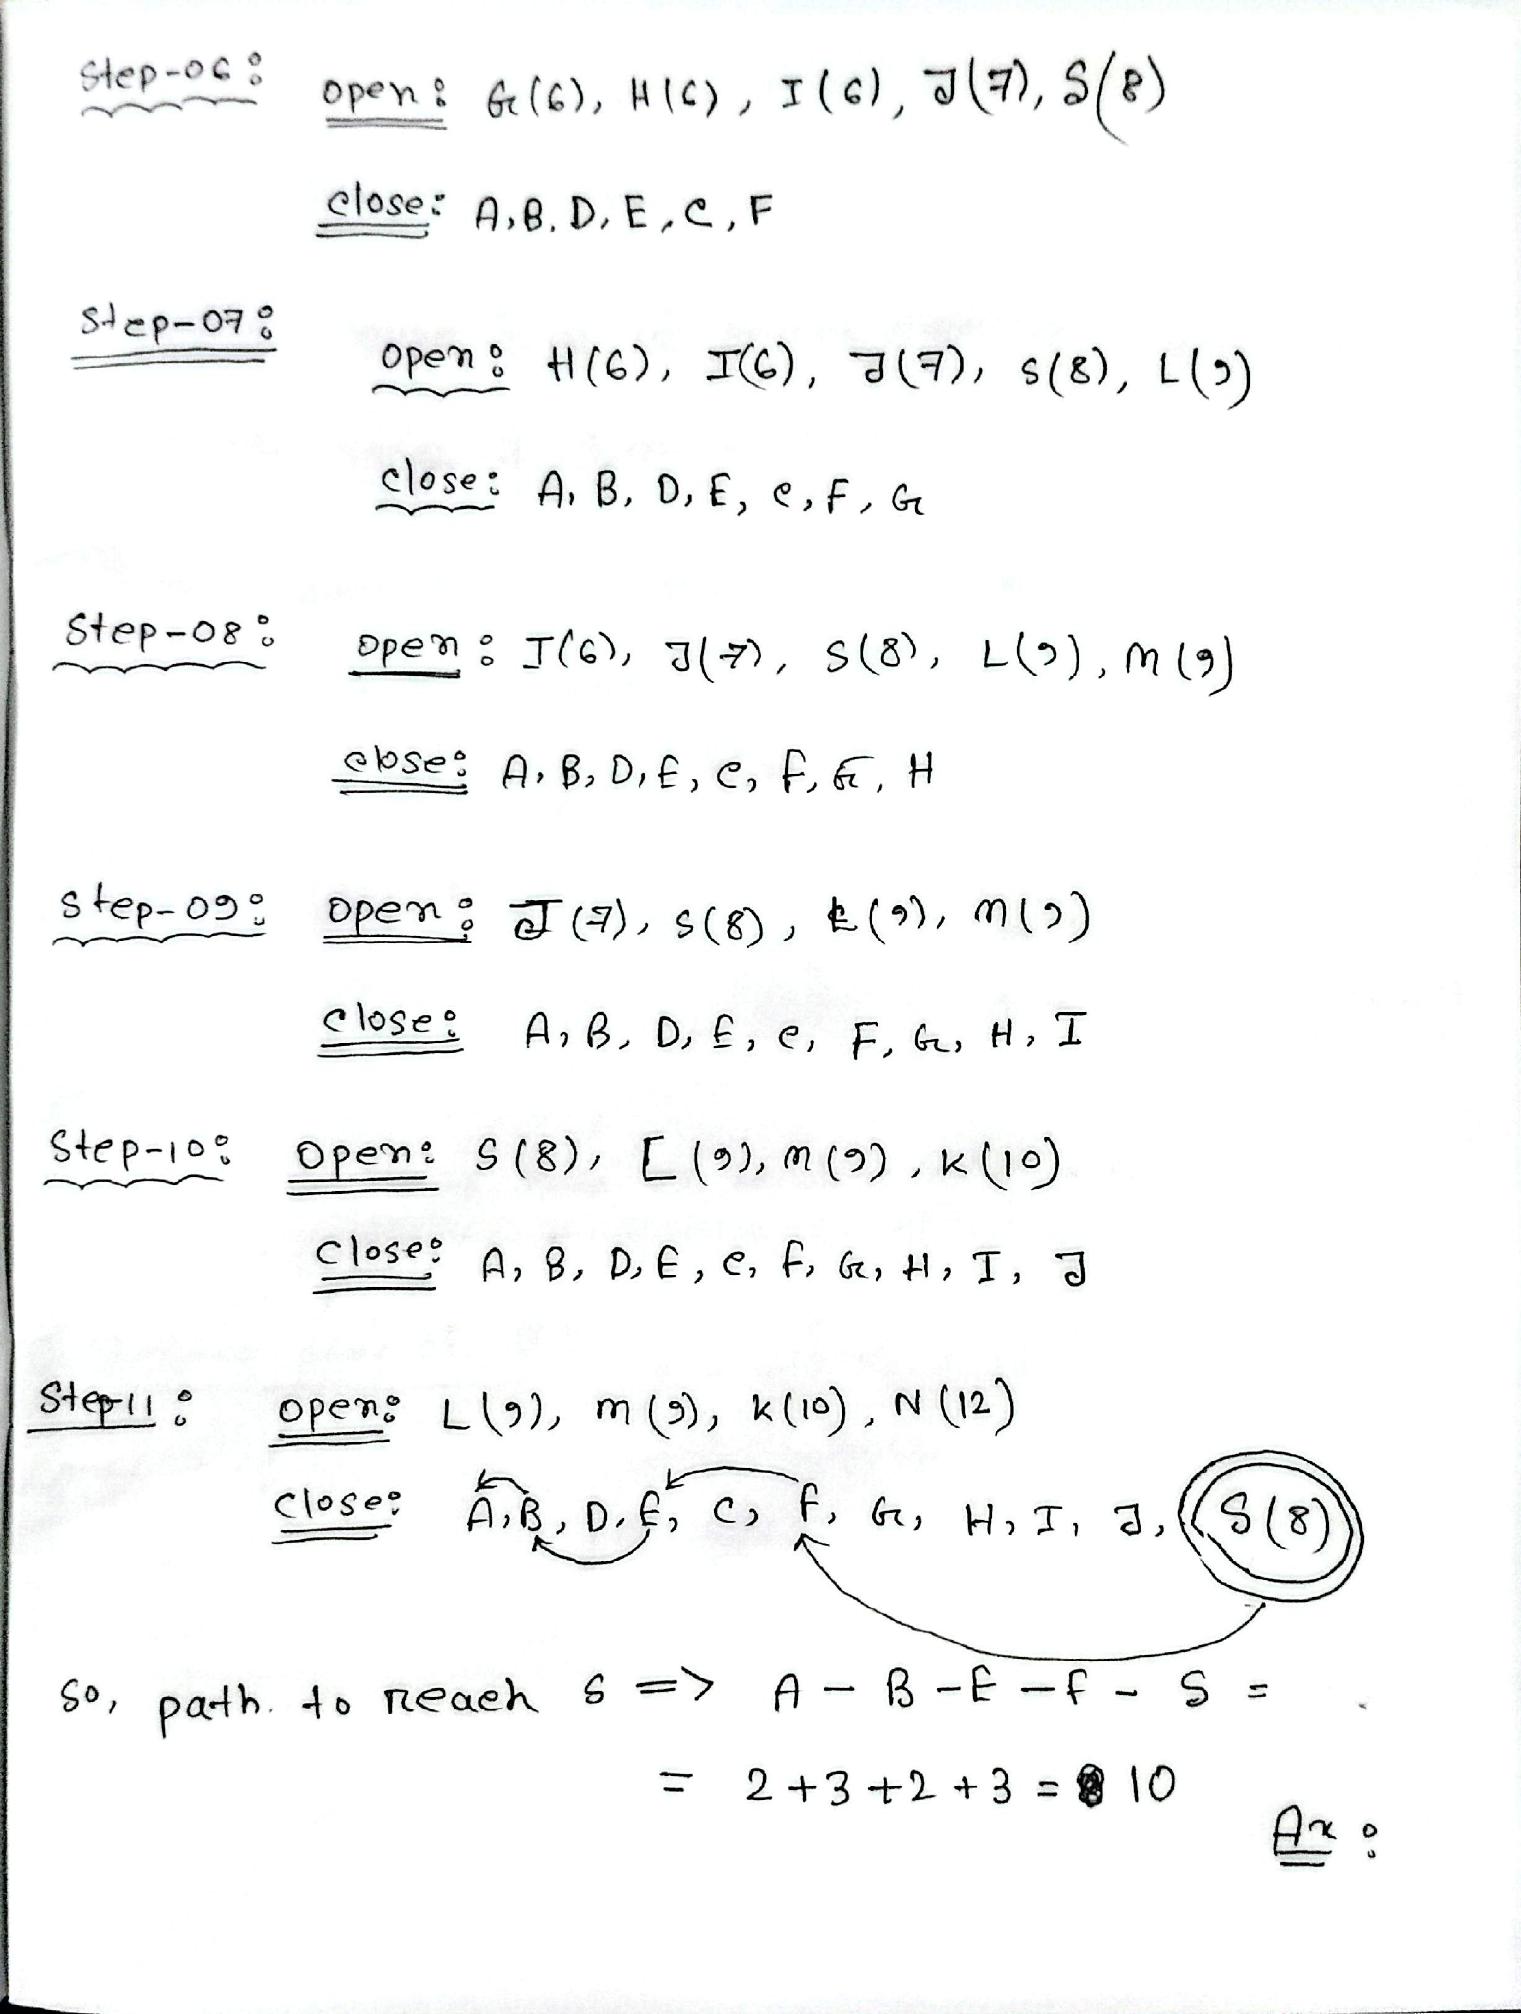 Step-06:
open: G(6), H(6), I(6), J(7), S(8)
close: A, B, D, E, C, F
Step-07:
open: H(6), I(6), J(7), S(8), L(9)
close: A, B, D, E, C, F, G
Step-08:
open: I(6), J(7), S(8), L(9), M(9)
close: A, B, D, E, C, F, G, H
Step-09: open: J(7), S(8), L(9), M(9)
close: A, B, D, E, C, F, G, H, I
Step-10: Open: S(8), L(9), M(9), K(10)
close: A, B, D, E, C, F, G, H, I, J
Step 11: open: L(9), M(9), K(10), N(12)
close: A, B, D, E, C, F, G, H, I, J, S(8)
So, path. to reach S => A - B - E - F - S =
= 2+3+2+3 = 10